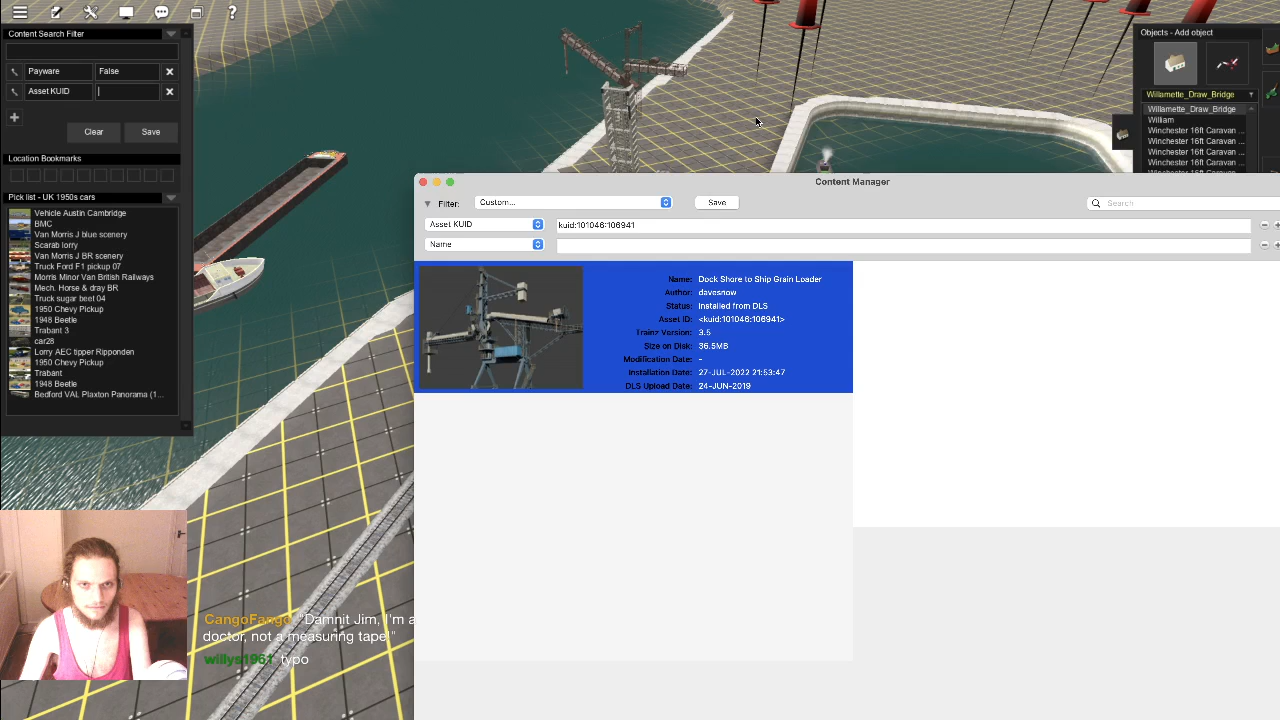 Content Search Filter
Payware False
Asset KUID
Clear Save
Location Bookmarks
Pick list - UK 1950s cars
Vehicle Austin Cambridge
BMC
Van Morris J blue scenery
Scarab lorry
Van Morris J BR scenery
Truck Ford F1 pickup 07
Morris Minor Van British Railways
Mech. Horse & dray BR
Truck sugar beet 04
1950 Chevy Pickup
1948 Beetle
Trabant 3
car28
Lorry AEC tipper Ripponden
1950 Chevy Pickup
Trabant
1948 Beetle
Bedford VAL Plaxton Panorama (1...
Objects - Add object
Willamette_Draw_Bridge
Willamette_Draw_Bridge
William
Winchester 16ft Caravan ...
Winchester 16ft Caravan ...
Winchester 16ft Caravan ...
Winchester 16ft Caravan ...
Content Manager
Filter: Custom... Save Search
Asset KUID kuid:101046:106941
Name
Name: Dock Shore to Ship Grain Loader
Author: davesnow
Status: Installed from DLS
Asset ID: <kuid:101046:106941>
Trainz Version: 3.5
Size on Disk: 36.5MB
Modification Date: -
Installation Date: 27-JUL-2022 21:53:47
DLS Upload Date: 24-JUN-2019
CangoFango: "Damnit Jim, I'm a
doctor, not a measuring tape!"
willys1961: typo